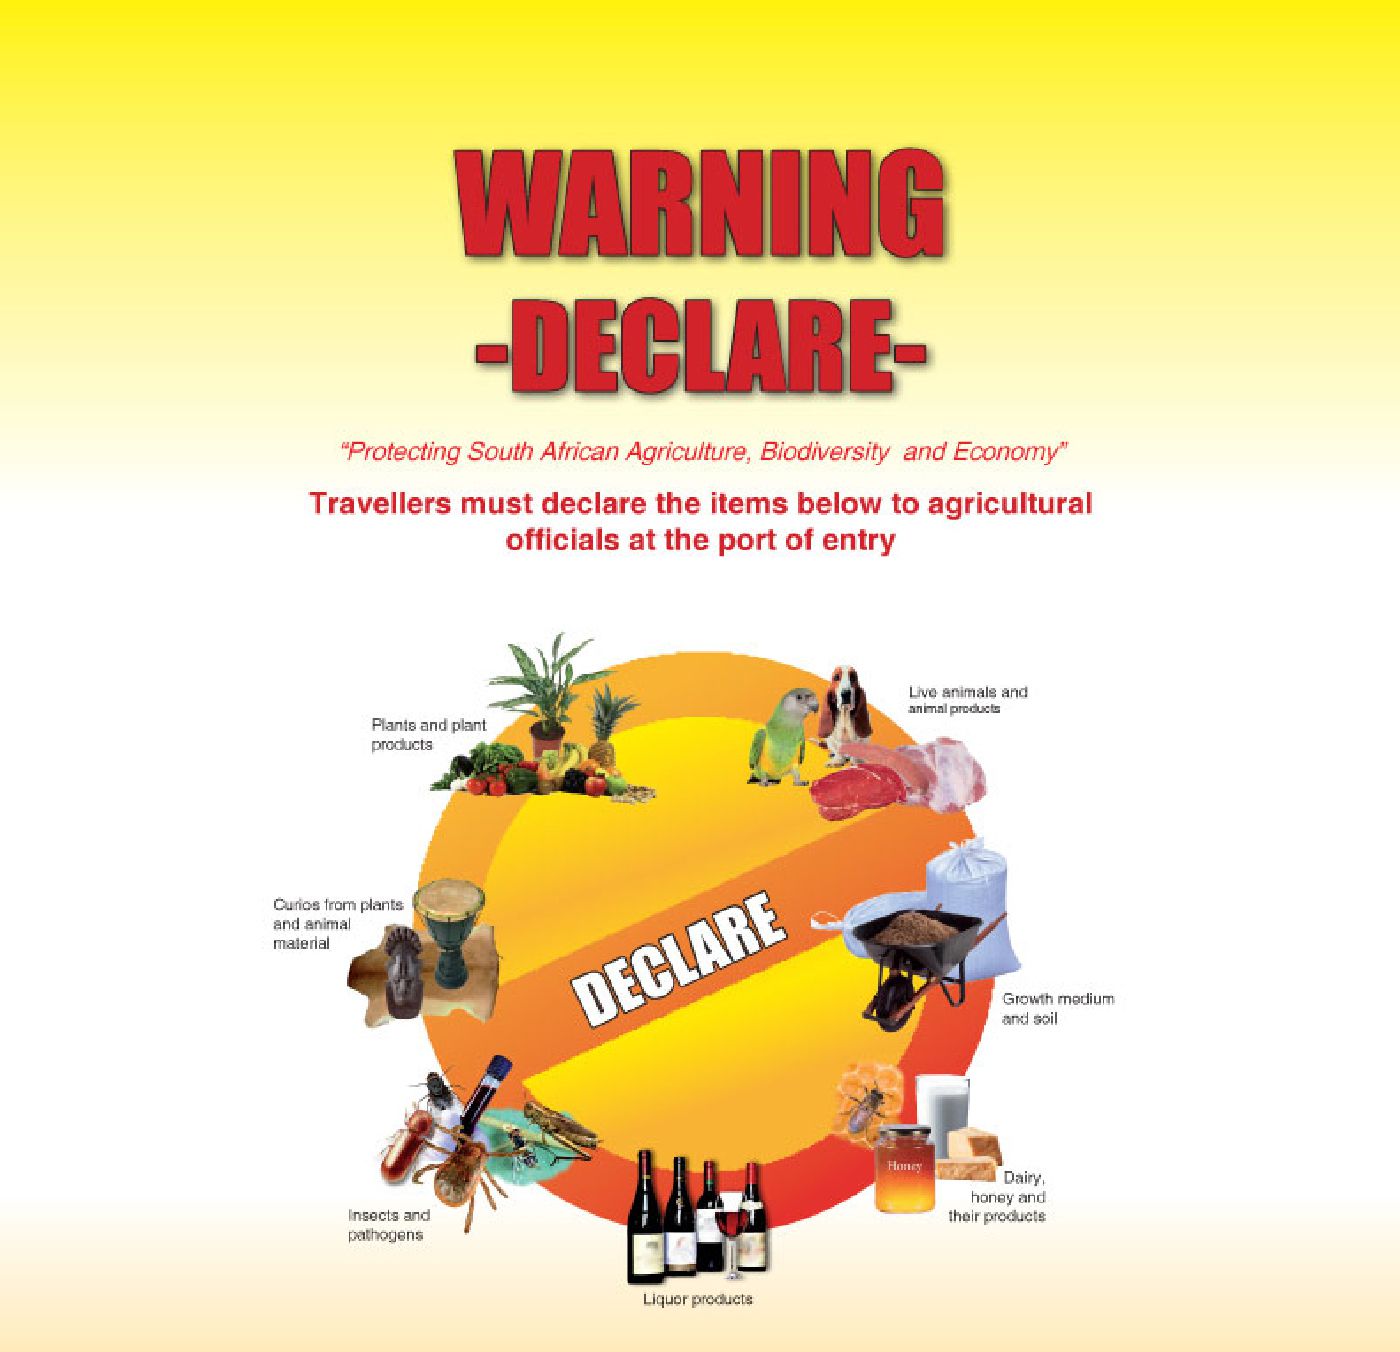 WARNING
-DECLARE-
“Protecting South African Agriculture, Biodiversity and Economy”
Travellers must declare the items below to agricultural
officials at the port of entry
Plants and plant
products
Live animals and
animal products
Curios from plants
and animal
material
DECLARE
Growth medium
and soil
Honey
Dairy,
honey and
their products
Insects and
pathogens
Liquor products